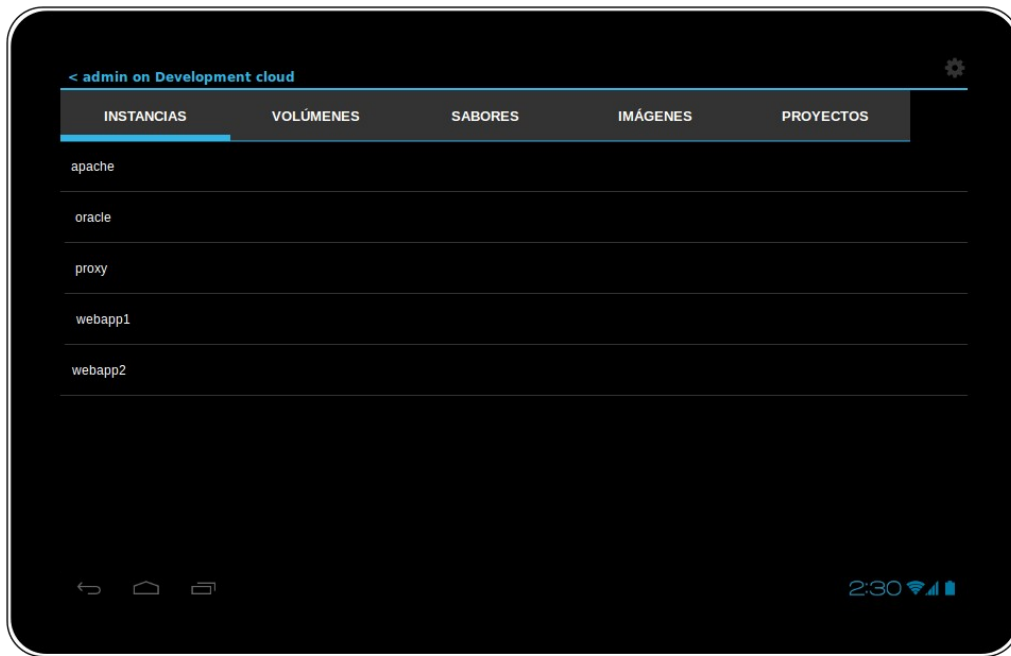 < admin on Development cloud
INSTANCIAS VOLÚMENES SABORES IMÁGENES PROYECTOS
apache
oracle
proxy
webapp1
webapp2
2:30